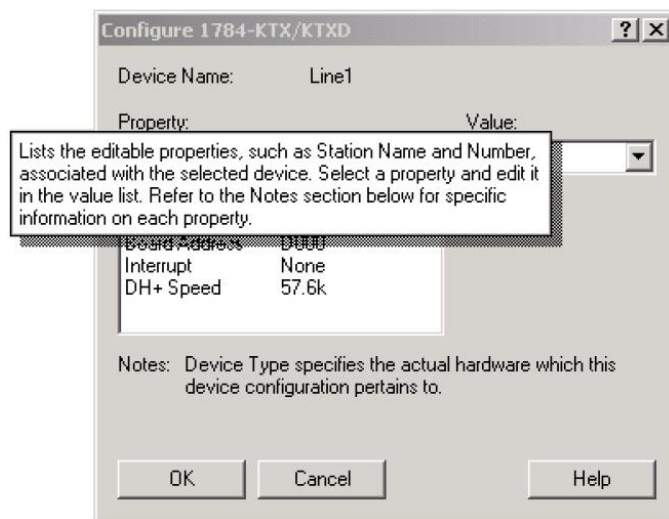 Configure 1784-KTX/KTXD
Device Name: Line1
Property: Value:
Lists the editable properties, such as Station Name and Number,
associated with the selected device. Select a property and edit it
in the value list. Refer to the Notes section below for specific
information on each property.
Board Address D000
Interrupt None
DH+ Speed 57.6k
Notes: Device Type specifies the actual hardware which this
device configuration pertains to.
OK Cancel Help